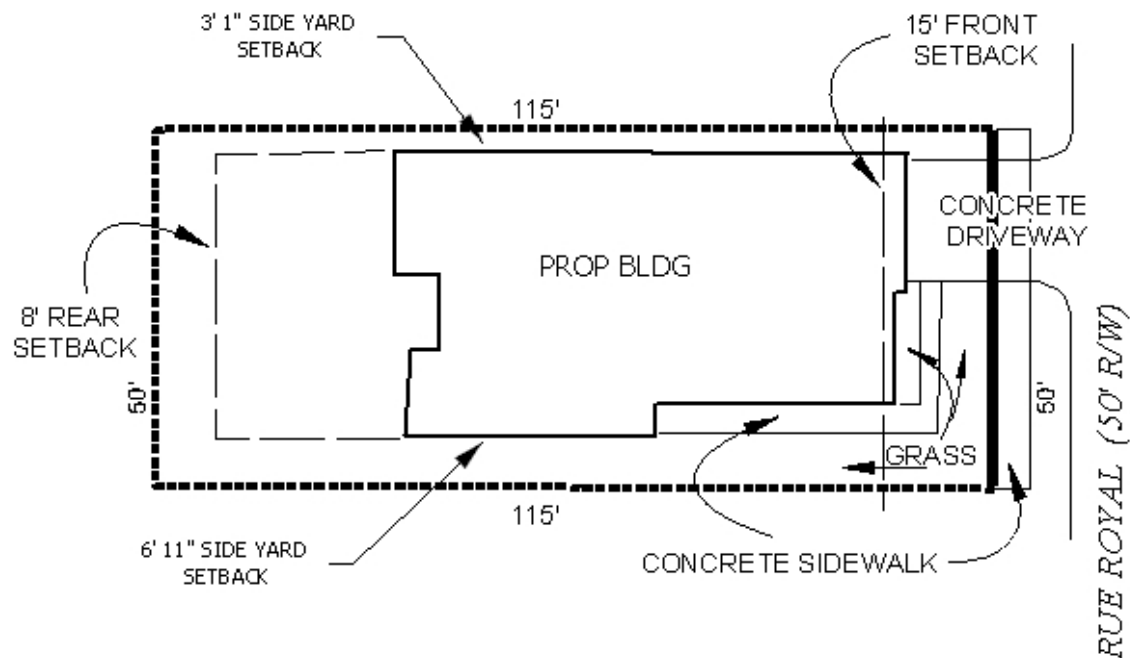 3' 1" SIDE YARD
SETBACK
15' FRONT
SETBACK
115'
CONCRETE
DRIVEWAY
PROP BLDG
8' REAR
SETBACK
50'
50'
RUE ROYAL (50' R/W)
GRASS
115'
6' 11" SIDE YARD
SETBACK
CONCRETE SIDEWALK